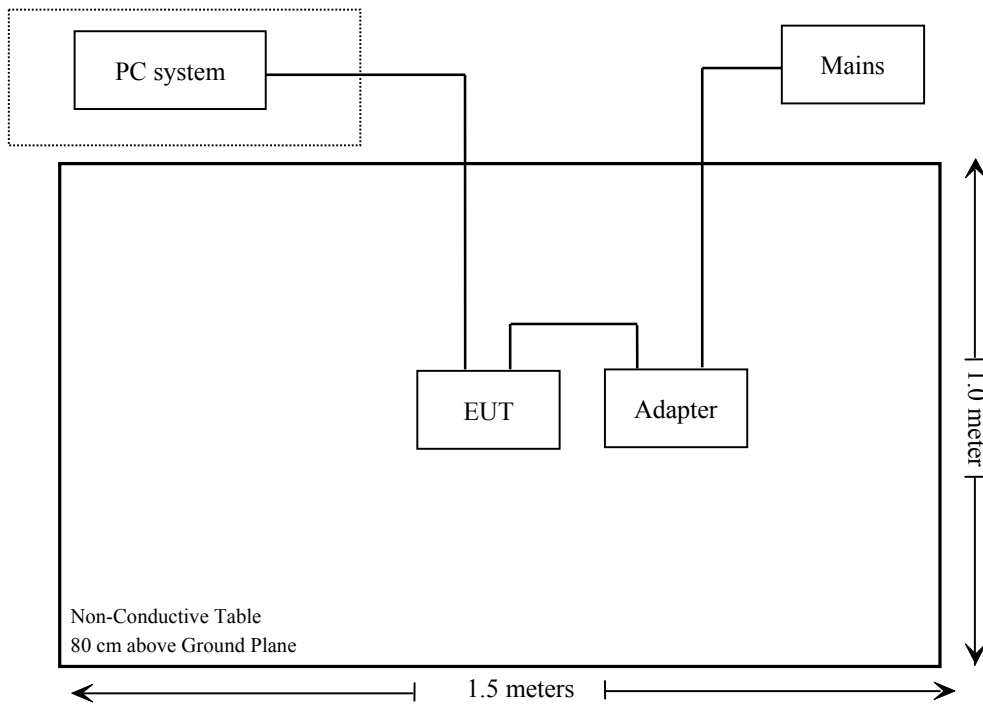 PC system
Mains
EUT
Adapter
1.0 meter
Non-Conductive Table
80 cm above Ground Plane
1.5 meters